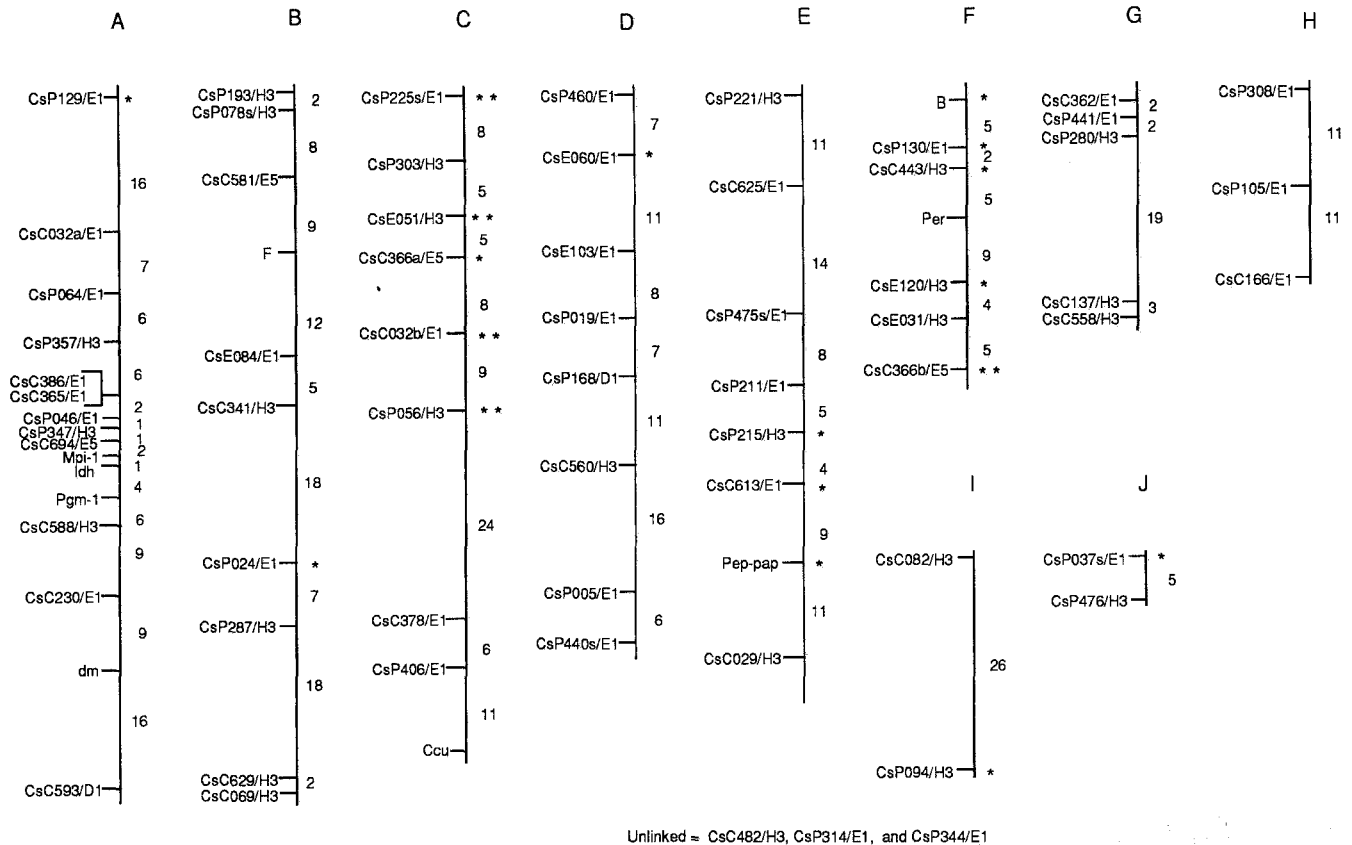 A
CsP129/E1 *
16
CsC032a/E1
7
CsP064/E1
6
CsP357/H3
6
CsC386/E1
CsC365/E1
2
CsP046/E1
1
CsP347/H3
1
CsC694/E5
2
Mpi-1
1
Idh
4
Pgm-1
6
CsC588/H3
9
CsC230/E1
9
dm
16
CsC593/D1
B
CsP193/H3
2
CsP078s/H3
8
CsC581/E5
9
F
12
CsE084/E1
5
CsC341/H3
18
CsP024/E1 *
7
CsP287/H3
18
CsC629/H3
2
CsC069/H3
C
CsP225s/E1 * *
8
CsP303/H3
5
CsE051/H3 * *
5
CsC366a/E5 *
8
CsC032b/E1 * *
9
CsP056/H3 * *
24
CsC378/E1
6
CsP406/E1
11
Ccu
D
CsP460/E1
7
CsE060/E1 *
11
CsE103/E1
8
CsP019/E1
7
CsP168/D1
11
CsC560/H3
16
CsP005/E1
6
CsP440s/E1
E
CsP221/H3
11
CsC625/E1
14
CsP475s/E1
8
CsP211/E1
5
CsP215/H3 *
4
CsC613/E1 *
9
Pep-pap *
11
CsC029/H3
F
B *
5
CsP130/E1 *
2
CsC443/H3 *
5
Per
9
CsE120/H3 *
4
CsE031/H3
5
CsC366b/E5 * *
G
CsC362/E1
2
CsP441/E1
2
CsP280/H3
19
CsC137/H3
3
CsC558/H3
H
CsP308/E1
11
CsP105/E1
11
CsC166/E1
I
CsC082/H3
26
CsP094/H3 *
J
CsP037s/E1 *
5
CsP476/H3
Unlinked = CsC482/H3, CsP314/E1, and CsP344/E1